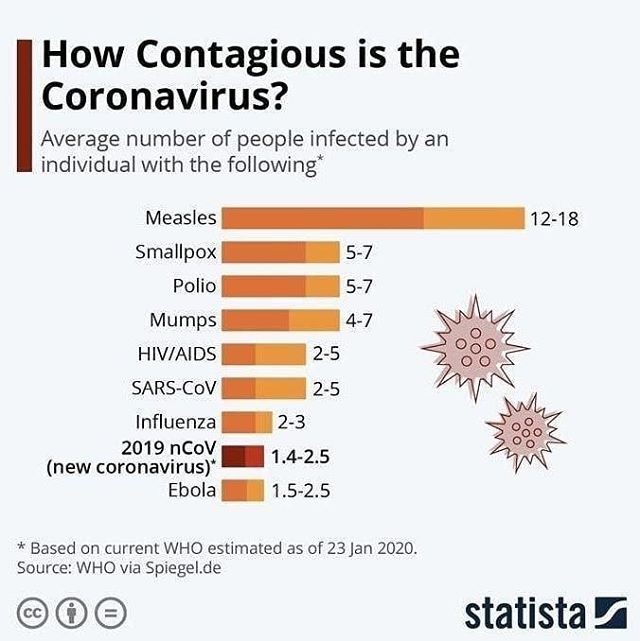 How Contagious is the
Coronavirus?
Average number of people infected by an
individual with the following*
Measles 12-18
Smallpox 5-7
Polio 5-7
Mumps 4-7
HIV/AIDS 2-5
SARS-CoV 2-5
Influenza 2-3
2019 nCoV
(new coronavirus)* 1.4-2.5
Ebola 1.5-2.5
* Based on current WHO estimated as of 23 Jan 2020.
Source: WHO via Spiegel.de
cc
statista